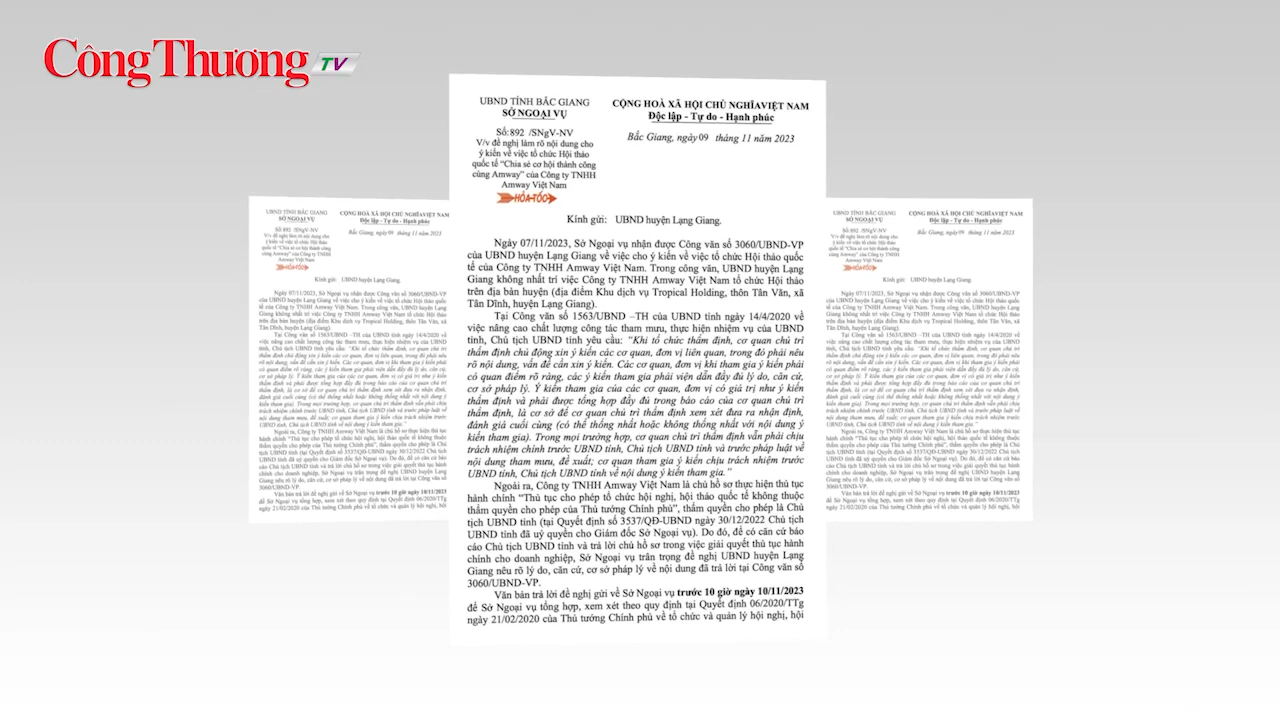 Công Thương TV
UBND TỈNH BẮC GIANG
SỞ NGOẠI VỤ
CỘNG HOÀ XÃ HỘI CHỦ NGHĨAVIỆT NAM
Độc lập - Tự do - Hạnh phúc
Số: 892 /SNgV-NV
V/v đề nghị làm rõ nội dung cho
ý kiến về việc tổ chức Hội thảo
quốc tế "Chia sẻ cơ hội thành công
cùng Amway" của Công ty TNHH
Amway Việt Nam
Bắc Giang, ngày 09 tháng 11 năm 2023
HỎA TỐC
Kính gửi: UBND huyện Lạng Giang.
Ngày 07/11/2023, Sở Ngoại vụ nhận được Công văn số 3060/UBND-VP
của UBND huyện Lạng Giang về việc cho ý kiến về việc tổ chức Hội thảo quốc
tế của Công ty TNHH Amway Việt Nam. Trong công văn, UBND huyện Lạng
Giang không nhất trí việc Công ty TNHH Amway Việt Nam tổ chức Hội thảo
trên địa bàn huyện (địa điểm Khu dịch vụ Tropical Holding, thôn Tân Văn, xã
Tân Dĩnh, huyện Lạng Giang).
Tại Công văn số 1563/UBND –TH của UBND tỉnh ngày 14/4/2020 về
việc nâng cao chất lượng công tác tham mưu, thực hiện nhiệm vụ của UBND
tỉnh, Chủ tịch UBND tỉnh yêu cầu: "Khi tổ chức thẩm định, cơ quan chủ trì
thẩm định chủ động xin ý kiến các cơ quan, đơn vị liên quan, trong đó phải nêu
rõ nội dung, vấn đề cần xin ý kiến. Các cơ quan, đơn vị khi tham gia ý kiến phải
có quan điểm rõ ràng, các ý kiến tham gia phải viện dẫn đầy đủ lý do, căn cứ,
cơ sở pháp lý. Ý kiến tham gia của các cơ quan, đơn vị có giá trị như ý kiến
thẩm định và phải được tổng hợp đầy đủ trong báo cáo của cơ quan chủ trì
thẩm định, là cơ sở để cơ quan chủ trì thẩm định xem xét đưa ra nhận định,
đánh giá cuối cùng (có thể thống nhất hoặc không thống nhất với nội dung ý
kiến tham gia). Trong mọi trường hợp, cơ quan chủ trì thẩm định vẫn phải chịu
trách nhiệm chính trước UBND tỉnh, Chủ tịch UBND tỉnh và trước pháp luật về
nội dung tham mưu, đề xuất; cơ quan tham gia ý kiến chịu trách nhiệm trước
UBND tỉnh, Chủ tịch UBND tỉnh về nội dung ý kiến tham gia."
Ngoài ra, Công ty TNHH Amway Việt Nam là chủ hồ sơ thực hiện thủ tục
hành chính "Thủ tục cho phép tổ chức hội nghị, hội thảo quốc tế không thuộc
thẩm quyền cho phép của Thủ tướng Chính phủ", thẩm quyền cho phép là Chủ
tịch UBND tỉnh (tại Quyết định số 3537/QĐ-UBND ngày 30/12/2022 Chủ tịch
UBND tỉnh đã uỷ quyền cho Giám đốc Sở Ngoại vụ). Do đó, để có căn cứ báo
cáo Chủ tịch UBND tỉnh và trả lời chủ hồ sơ trong việc giải quyết thủ tục hành
chính cho doanh nghiệp, Sở Ngoại vụ trân trọng đề nghị UBND huyện Lạng
Giang nêu rõ lý do, căn cứ, cơ sở pháp lý về nội dung đã trả lời tại Công văn số
3060/UBND-VP.
Văn bản trả lời đề nghị gửi về Sở Ngoại vụ trước 10 giờ ngày 10/11/2023
để Sở Ngoại vụ tổng hợp, xem xét theo quy định tại Quyết định 06/2020/TTg
ngày 21/02/2020 của Thủ tướng Chính phủ về tổ chức và quản lý hội nghị, hội